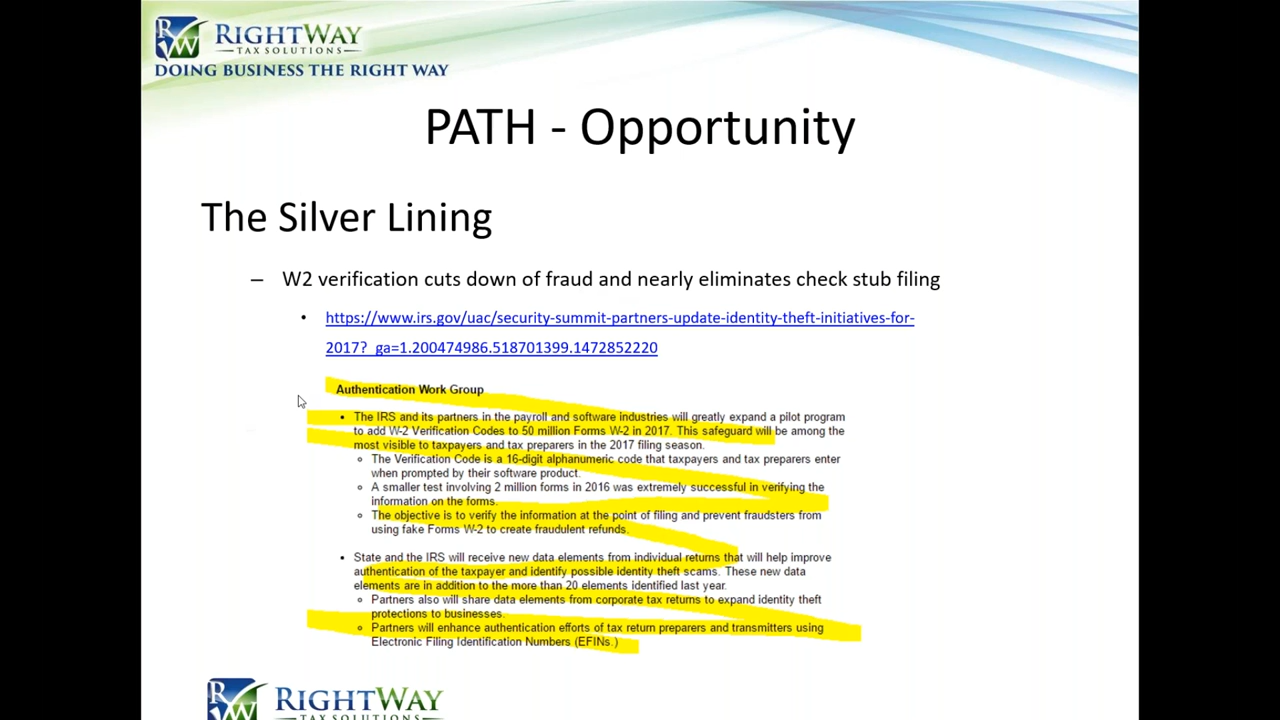 RW RIGHTWAY
TAX SOLUTIONS
DOING BUSINESS THE RIGHT WAY
PATH - Opportunity
The Silver Lining
– W2 verification cuts down of fraud and nearly eliminates check stub filing
• https://www.irs.gov/uac/security-summit-partners-update-identity-theft-initiatives-for-
2017?_ga=1.200474986.518701399.1472852220
Authentication Work Group
• The IRS and its partners in the payroll and software industries will greatly expand a pilot program
to add W-2 Verification Codes to 50 million Forms W-2 in 2017. This safeguard will be among the
most visible to taxpayers and tax preparers in the 2017 filing season.
◦ The Verification Code is a 16-digit alphanumeric code that taxpayers and tax preparers enter
when prompted by their software product.
◦ A smaller test involving 2 million forms in 2016 was extremely successful in verifying the
information on the forms.
◦ The objective is to verify the information at the point of filing and prevent fraudsters from
using fake Forms W-2 to create fraudulent refunds.
• State and the IRS will receive new data elements from individual returns that will help improve
authentication of the taxpayer and identify possible identity theft scams. These new data
elements are in addition to the more than 20 elements identified last year.
◦ Partners also will share data elements from corporate tax returns to expand identity theft
protections to businesses.
◦ Partners will enhance authentication efforts of tax return preparers and transmitters using
Electronic Filing Identification Numbers (EFINs.)
RW RIGHTWAY
TAX SOLUTIONS